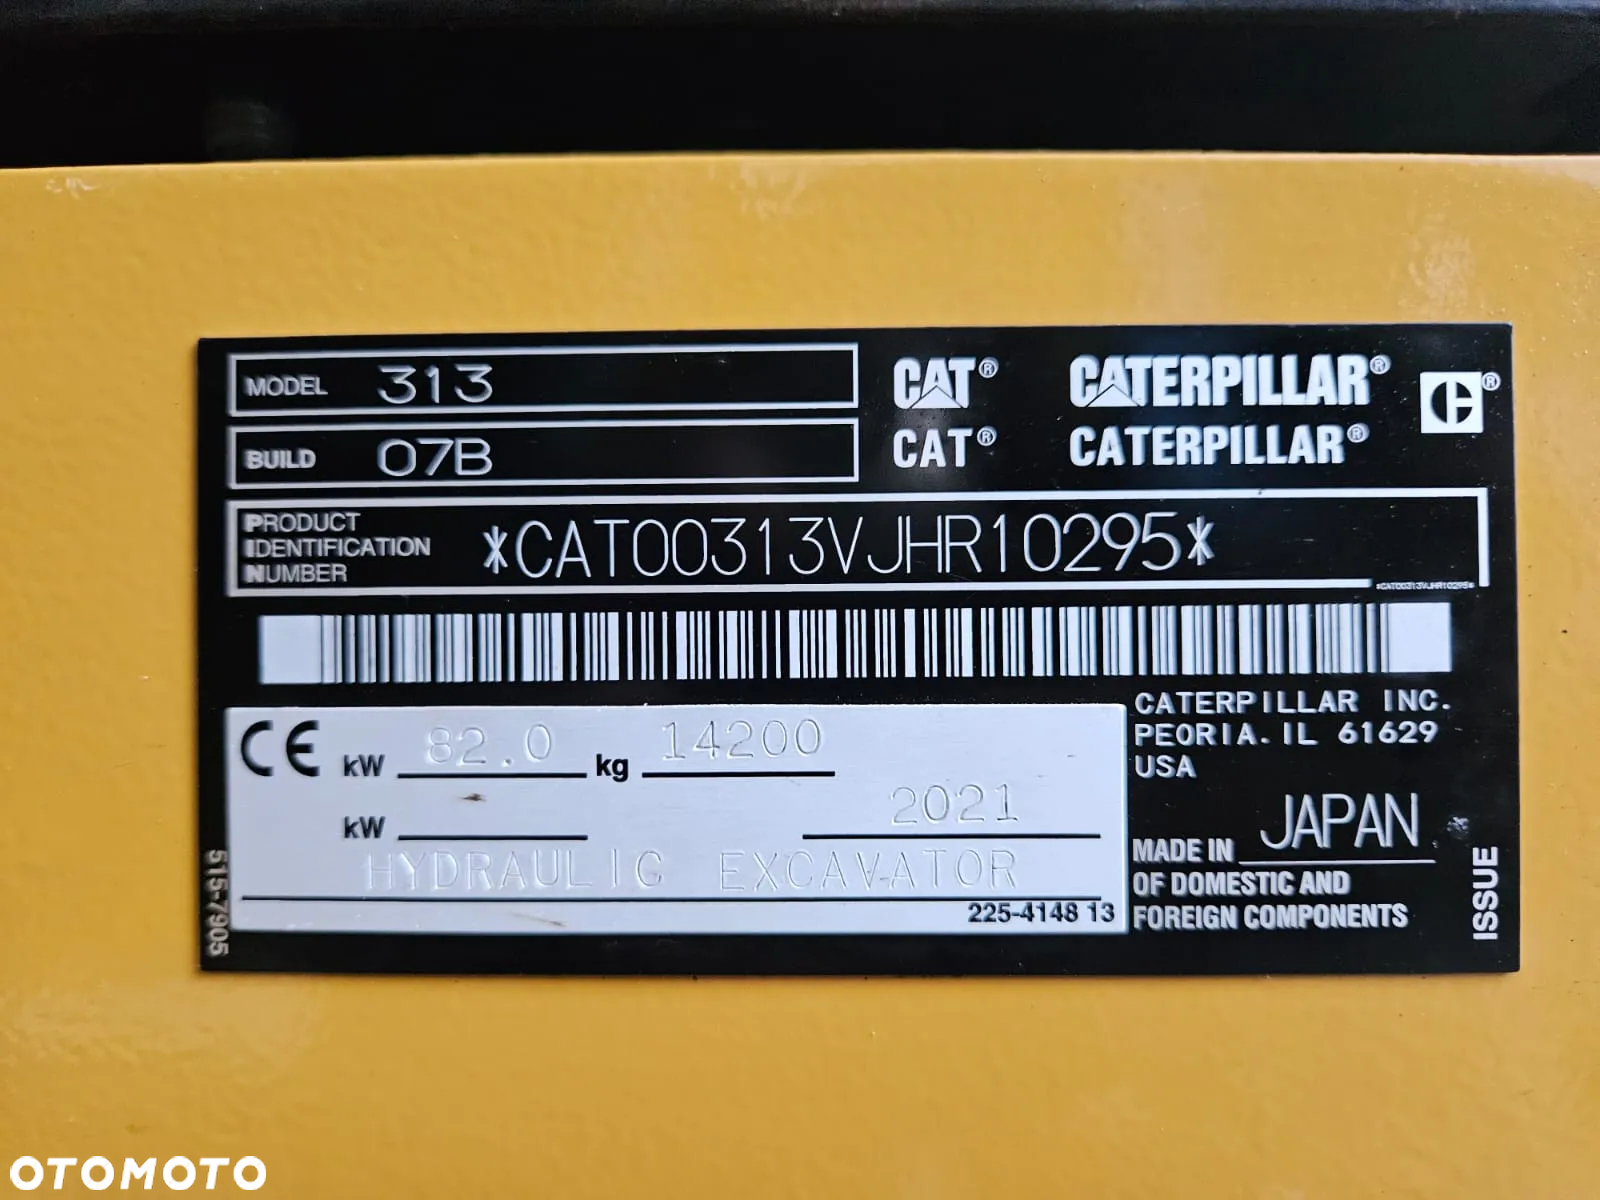 MODEL 313
BUILD 07B
CAT® CATERPILLAR® C®
CAT® CATERPILLAR®
PRODUCT
IDENTIFICATION
NUMBER
*CAT00313VJHR10295*
*CAT00313VJHR10295*
CE kW 82.0 kg 14200
kW 2021
HYDRAULIC EXCAVATOR
225-4148 13
515-7905
CATERPILLAR INC.
PEORIA. IL 61629
USA
MADE IN JAPAN
OF DOMESTIC AND
FOREIGN COMPONENTS
ISSUE
OTOMOTO